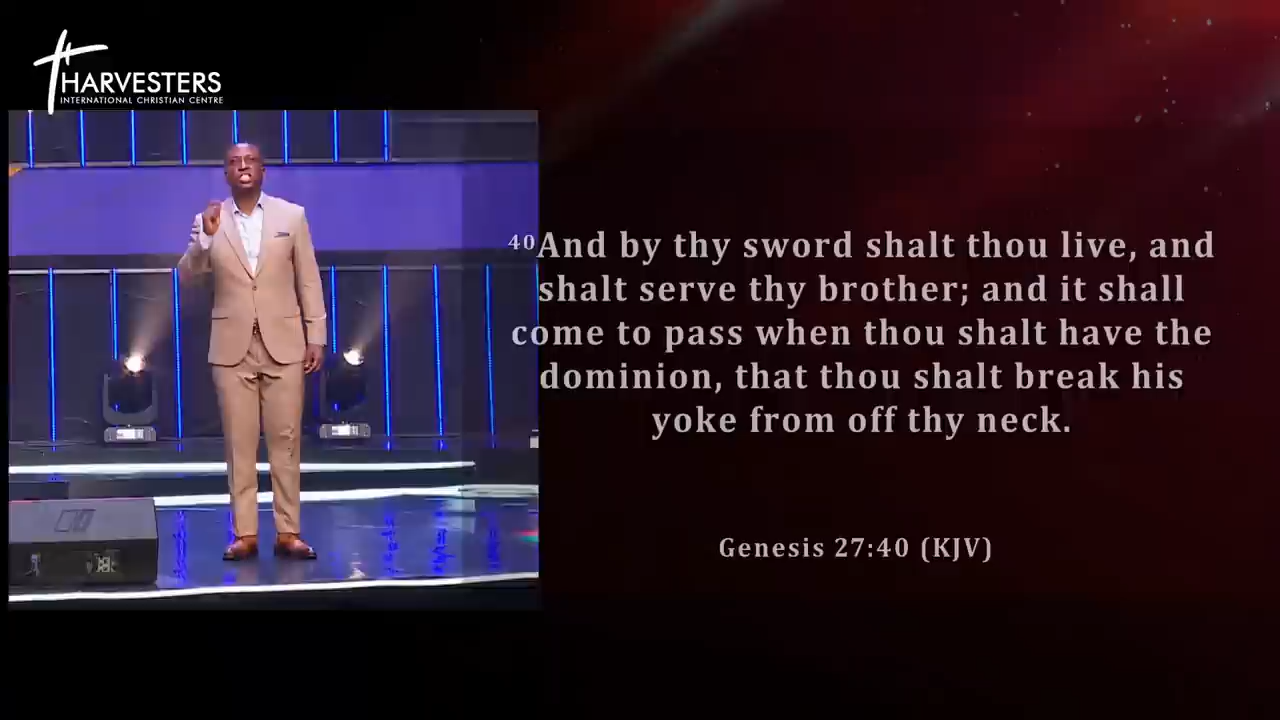 HARVESTERS
INTERNATIONAL CHRISTIAN CENTRE
40And by thy sword shalt thou live, and
shalt serve thy brother; and it shall
come to pass when thou shalt have the
dominion, that thou shalt break his
yoke from off thy neck.
Genesis 27:40 (KJV)